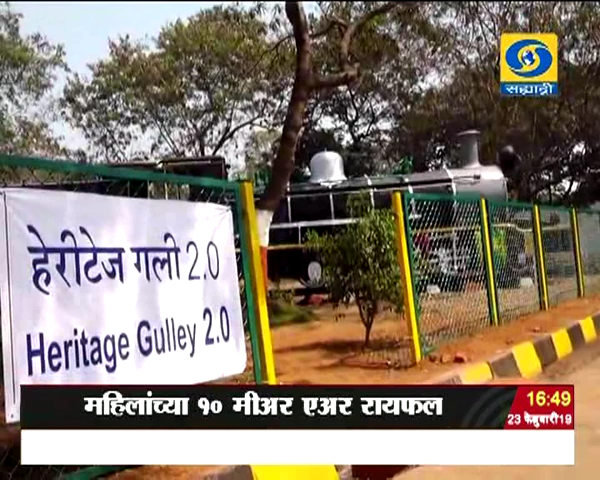 सह्याद्री
हेरीटेज गली 2.0
Heritage Gulley 2.0
महिलांच्या १० मीअर एअर रायफल
16:49
23 फेब्रुवारी 19